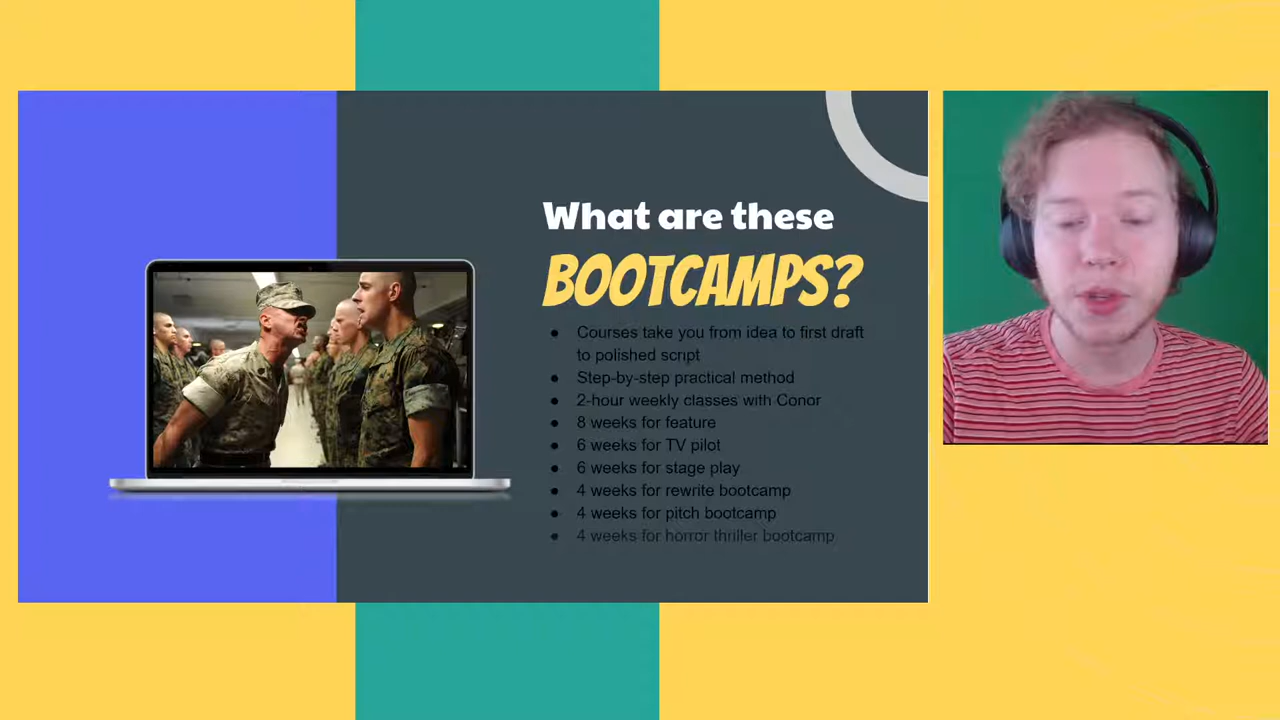 What are these
BOOTCAMPS?
● Courses take you from idea to first draft
to polished script
● Step-by-step practical method
● 2-hour weekly classes with Conor
● 8 weeks for feature
● 6 weeks for TV pilot
● 6 weeks for stage play
● 4 weeks for rewrite bootcamp
● 4 weeks for pitch bootcamp
● 4 weeks for horror thriller bootcamp